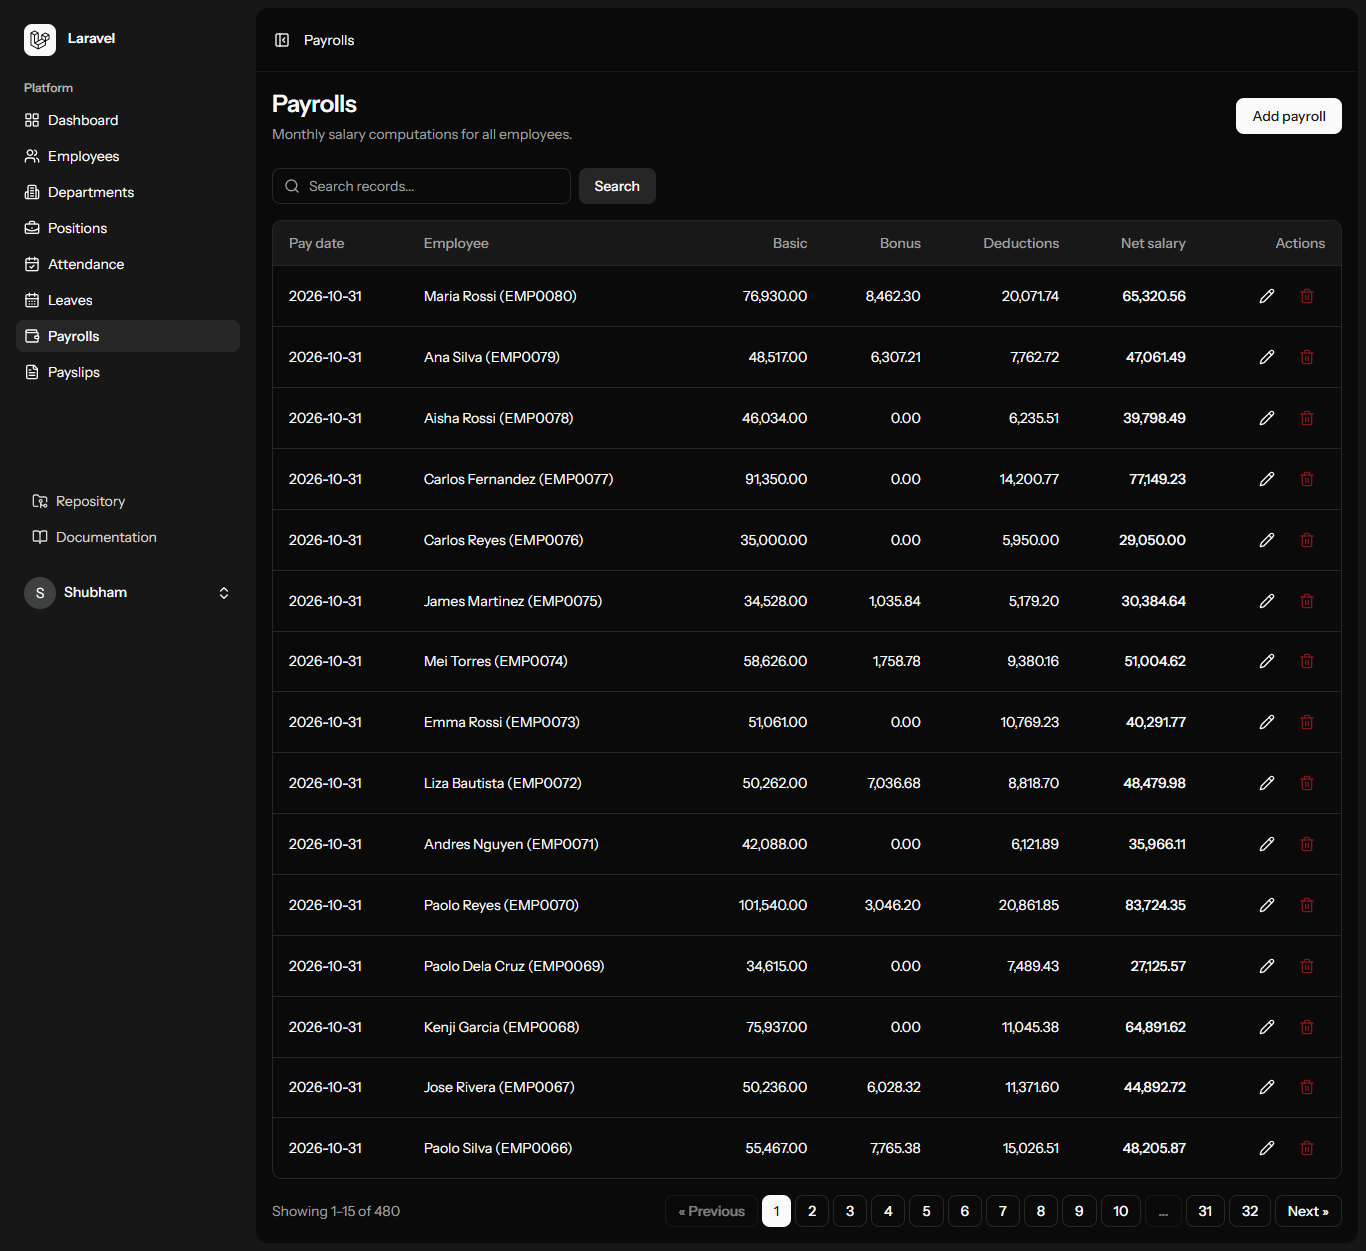 Laravel
Platform
Dashboard
Employees
Departments
Positions
Attendance
Leaves
Payrolls
Payslips
Repository
Documentation
S Shubham
Payrolls
Payrolls
Monthly salary computations for all employees.
Add payroll
Search records... Search
Pay date Employee Basic Bonus Deductions Net salary Actions
2026-10-31 Maria Rossi (EMP0080) 76,930.00 8,462.30 20,071.74 65,320.56
2026-10-31 Ana Silva (EMP0079) 48,517.00 6,307.21 7,762.72 47,061.49
2026-10-31 Aisha Rossi (EMP0078) 46,034.00 0.00 6,235.51 39,798.49
2026-10-31 Carlos Fernandez (EMP0077) 91,350.00 0.00 14,200.77 77,149.23
2026-10-31 Carlos Reyes (EMP0076) 35,000.00 0.00 5,950.00 29,050.00
2026-10-31 James Martinez (EMP0075) 34,528.00 1,035.84 5,179.20 30,384.64
2026-10-31 Mei Torres (EMP0074) 58,626.00 1,758.78 9,380.16 51,004.62
2026-10-31 Emma Rossi (EMP0073) 51,061.00 0.00 10,769.23 40,291.77
2026-10-31 Liza Bautista (EMP0072) 50,262.00 7,036.68 8,818.70 48,479.98
2026-10-31 Andres Nguyen (EMP0071) 42,088.00 0.00 6,121.89 35,966.11
2026-10-31 Paolo Reyes (EMP0070) 101,540.00 3,046.20 20,861.85 83,724.35
2026-10-31 Paolo Dela Cruz (EMP0069) 34,615.00 0.00 7,489.43 27,125.57
2026-10-31 Kenji Garcia (EMP0068) 75,937.00 0.00 11,045.38 64,891.62
2026-10-31 Jose Rivera (EMP0067) 50,236.00 6,028.32 11,371.60 44,892.72
2026-10-31 Paolo Silva (EMP0066) 55,467.00 7,765.38 15,026.51 48,205.87
Showing 1–15 of 480 « Previous 1 2 3 4 5 6 7 8 9 10 ... 31 32 Next »